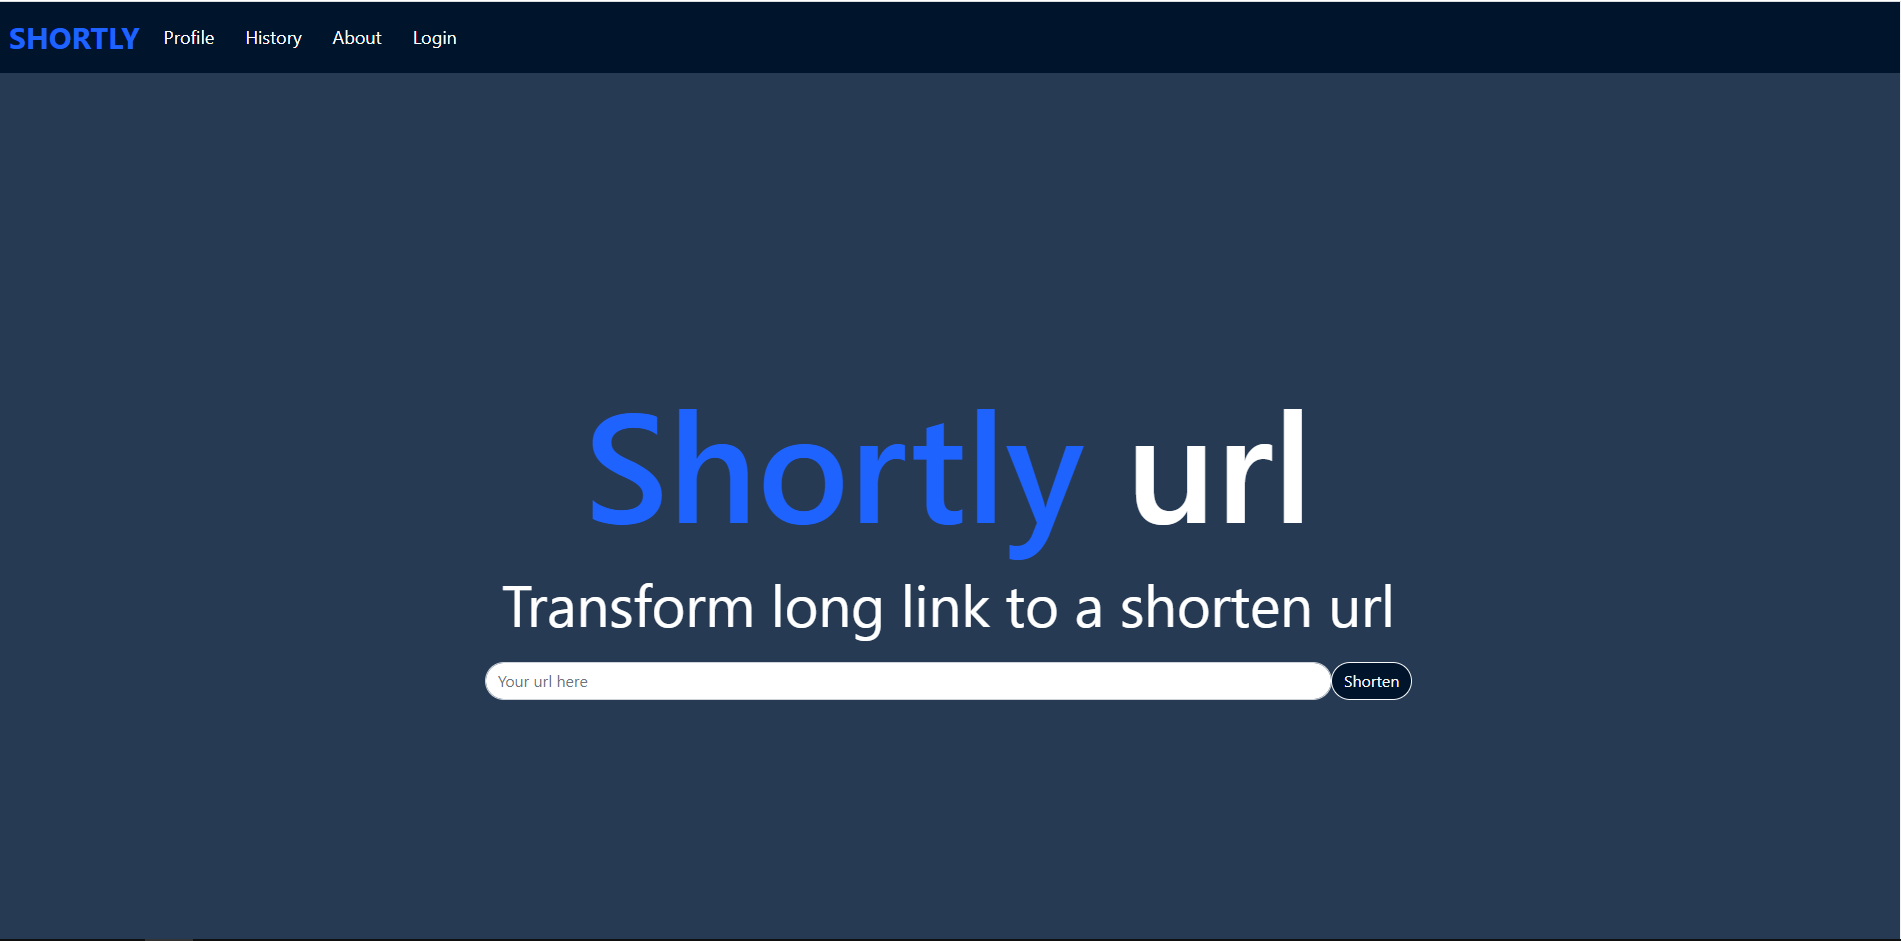 SHORTLY Profile History About Login
Shortly url
Transform long link to a shorten url
Your url here Shorten